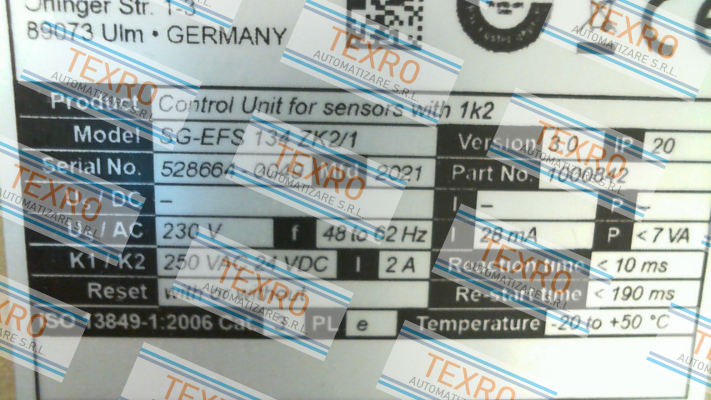 Str. 1-3
89073 Ulm • GERMANY
Product Control Unit for sensors with 1k2
Model SG-EFS 134 ZK2/1 Version 3.0 IP 20
Serial No. 528664 - 2021 Part No. 1000842
DC – I – P –
/ AC 230 V f 48 to 62 Hz I 28 mA P < 7 VA
K1 / K2 250 VAC, 24 VDC I 2 A Reaction time < 10 ms
Reset with Re-start time < 190 ms
ISO 13849-1:2006 Cat PL e Temperature -20 to +50 °C
TEXRO
AUTOMATIZARE S.R.L.